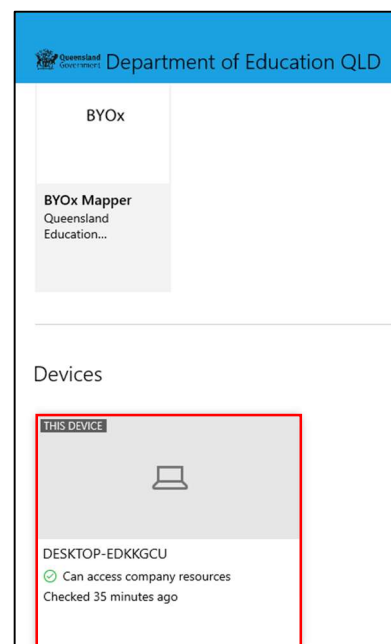 Queensland Government Department of Education QLD
BYOx
BYOx Mapper
Queensland
Education...
Devices
THIS DEVICE
DESKTOP-EDKKGCU
Can access company resources
Checked 35 minutes ago